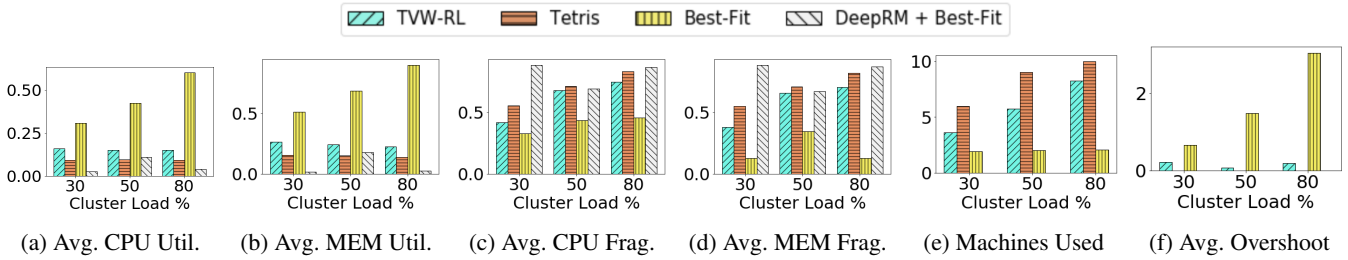 TVW-RL Tetris Best-Fit DeepRM + Best-Fit
0.50
0.25
0.00
30 50 80
Cluster Load %
(a) Avg. CPU Util.
0.5
0.0
30 50 80
Cluster Load %
(b) Avg. MEM Util.
0.5
0.0
30 50 80
Cluster Load %
(c) Avg. CPU Frag.
0.5
0.0
30 50 80
Cluster Load %
(d) Avg. MEM Frag.
10
5
0
30 50 80
Cluster Load %
(e) Machines Used
2
0
30 50 80
Cluster Load %
(f) Avg. Overshoot